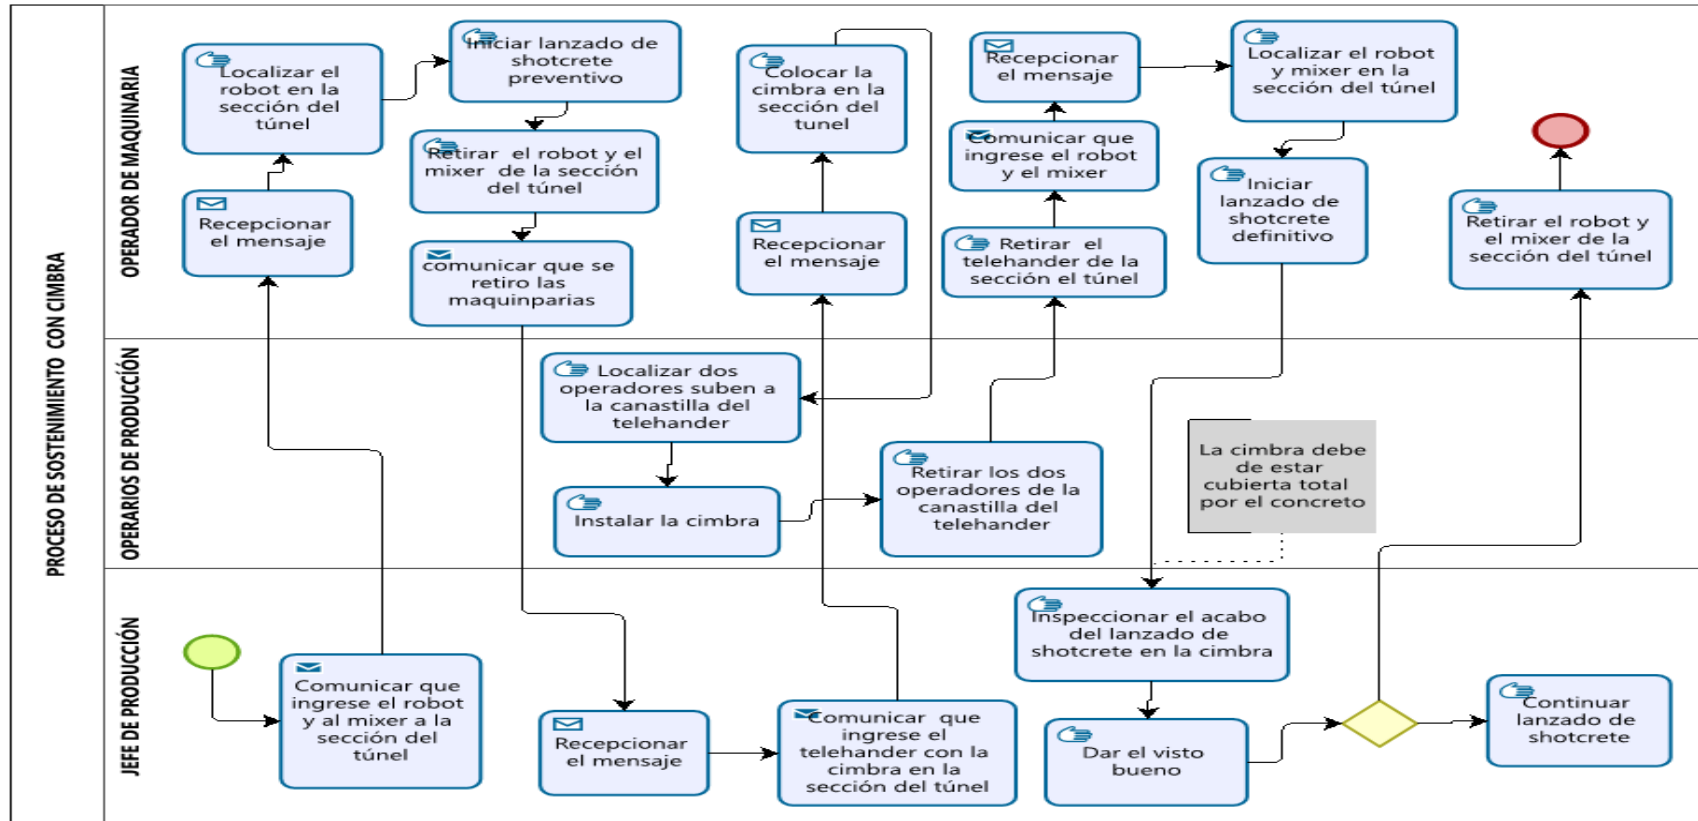 PROCESO DE SOSTENIMIENTO CON CIMBRA
OPERADOR DE MAQUINARIA
Localizar el
robot en la
sección del
túnel
Recepcionar
el mensaje
Iniciar lanzado de
shotcrete
preventivo
Retirar el robot y el
mixer de la sección
del túnel
comunicar que se
retiro las
maquinparias
Colocar la
cimbra en la
sección del
tunel
Recepcionar
el mensaje
Recepcionar
el mensaje
Comunicar que
ingrese el robot
y el mixer
Retirar el
telehander de la
sección el túnel
Localizar el robot
y mixer en la
sección del túnel
Iniciar
lanzado de
shotcrete
definitivo
Retirar el robot y
el mixer de la
sección del túnel
OPERARIOS DE PRODUCCIÓN
Localizar dos
operadores suben a
la canastilla del
telehander
Instalar la cimbra
Retirar los dos
operadores de la
canastilla del
telehander
La cimbra debe
de estar
cubierta total
por el concreto
JEFE DE PRODUCCIÓN
Comunicar que
ingrese el robot
y al mixer a la
sección del
túnel
Recepcionar
el mensaje
Comunicar que
ingrese el
telehander con la
cimbra en la
sección del túnel
Inspeccionar el acabo
del lanzado de
shotcrete en la cimbra
Dar el visto
bueno
Continuar
lanzado de
shotcrete